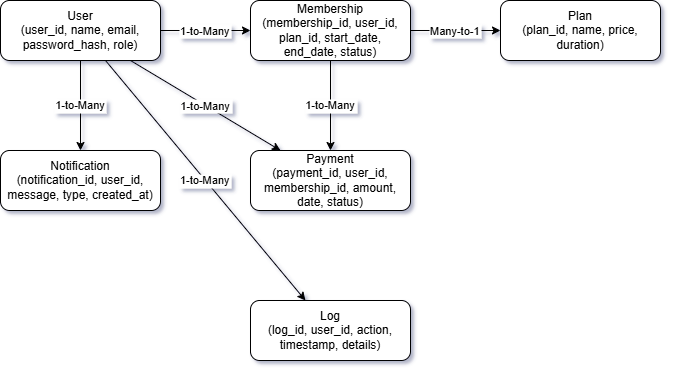 User
(user_id, name, email,
password_hash, role)
1-to-Many
Membership
(membership_id, user_id,
plan_id, start_date,
end_date, status)
Many-to-1
Plan
(plan_id, name, price,
duration)
1-to-Many
1-to-Many
1-to-Many
Notification
(notification_id, user_id,
message, type, created_at)
1-to-Many
Payment
(payment_id, user_id,
membership_id, amount,
date, status)
Log
(log_id, user_id, action,
timestamp, details)